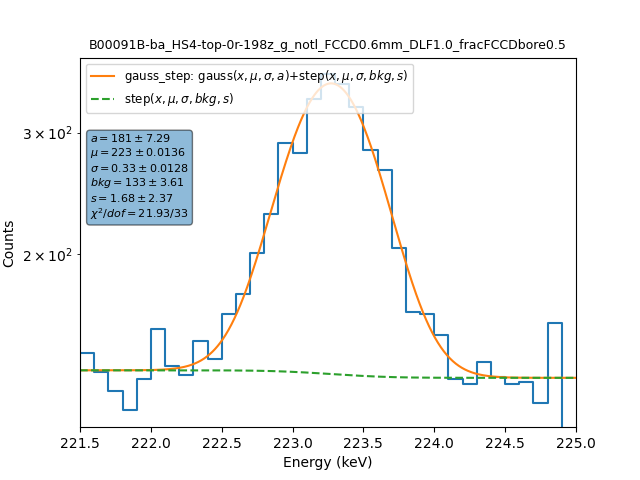 B00091B-ba_HS4-top-0r-198z_g_notl_FCCD0.6mm_DLF1.0_fracFCCDbore0.5
gauss_step: gauss(x, μ, σ, a)+step(x, μ, σ, bkg, s)
step(x, μ, σ, bkg, s)
a = 181 ± 7.29
μ = 223 ± 0.0136
σ = 0.33 ± 0.0128
bkg = 133 ± 3.61
s = 1.68 ± 2.37
χ²/dof = 21.93/33
3 × 10²
2 × 10²
Counts
221.5 222.0 222.5 223.0 223.5 224.0 224.5 225.0
Energy (keV)